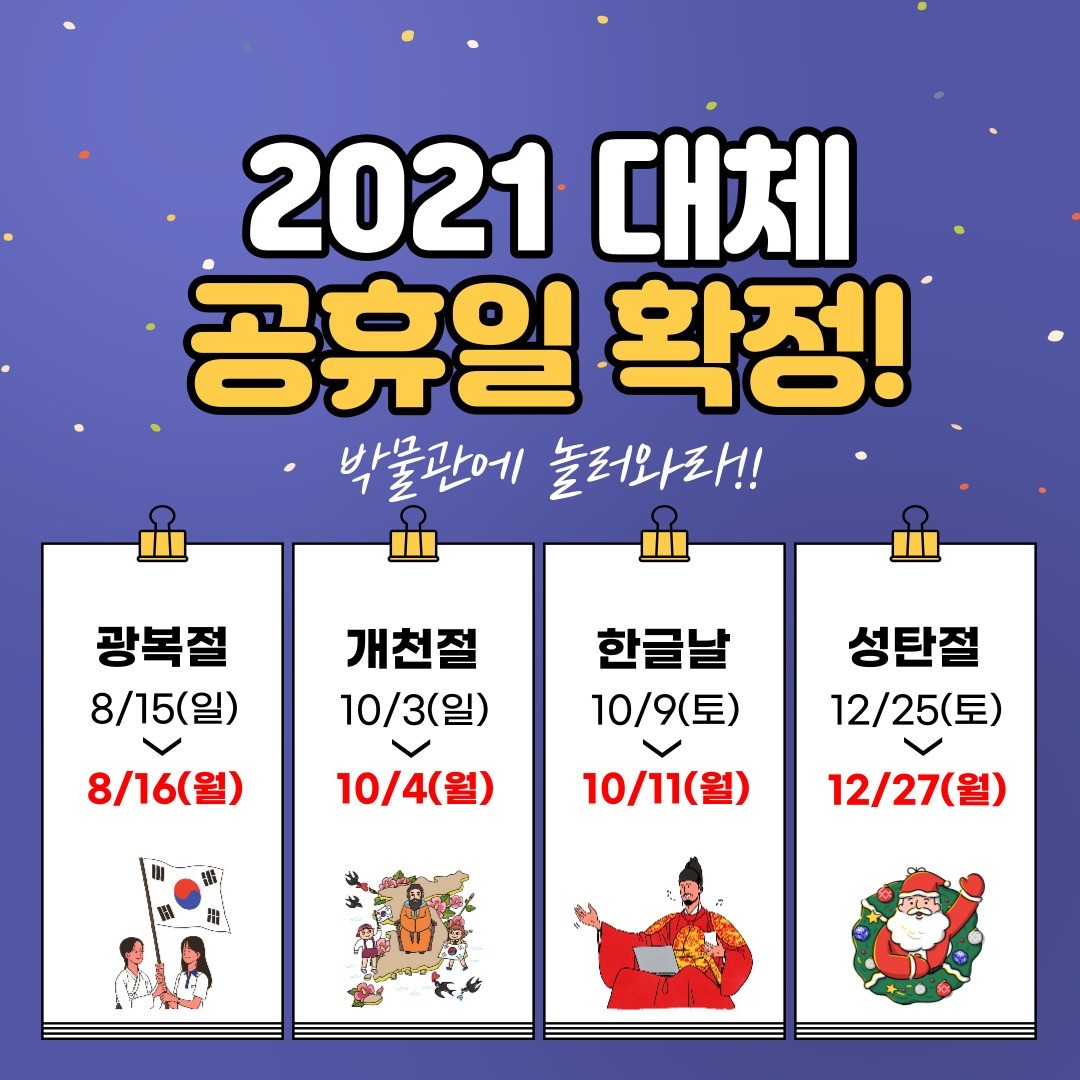 2021 대체
공휴일 확정!
박물관에 놀러와라!!
광복절
8/15(일)
8/16(월)
개천절
10/3(일)
10/4(월)
한글날
10/9(토)
10/11(월)
성탄절
12/25(토)
12/27(월)